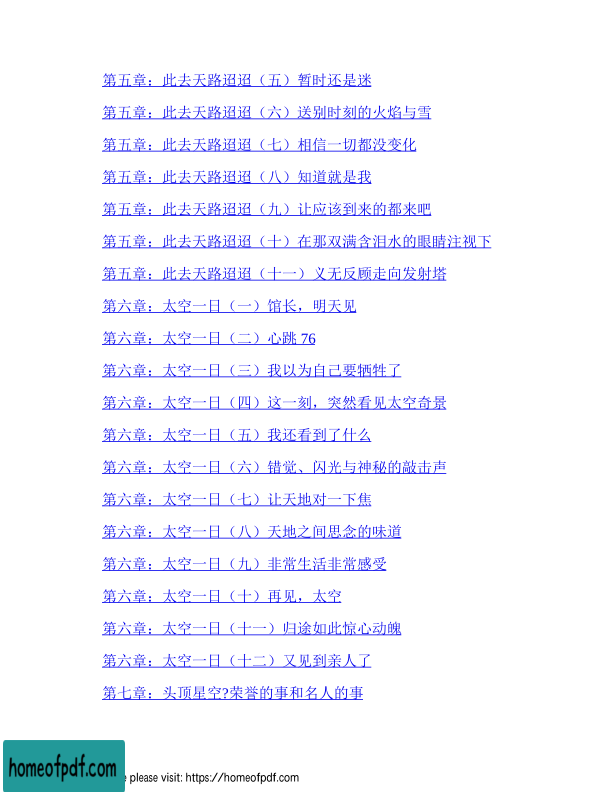 第五章：此去天路迢迢（五）暂时还是迷
第五章：此去天路迢迢（六）送别时刻的火焰与雪
第五章：此去天路迢迢（七）相信一切都没变化
第五章：此去天路迢迢（八）知道就是我
第五章：此去天路迢迢（九）让应该到来的都来吧
第五章：此去天路迢迢（十）在那双满含泪水的眼睛注视下
第五章：此去天路迢迢（十一）义无反顾走向发射塔
第六章：太空一日（一）馆长，明天见
第六章：太空一日（二）心跳 76
第六章：太空一日（三）我以为自己要牺牲了
第六章：太空一日（四）这一刻，突然看见太空奇景
第六章：太空一日（五）我还看到了什么
第六章：太空一日（六）错觉、闪光与神秘的敲击声
第六章：太空一日（七）让天地对一下焦
第六章：太空一日（八）天地之间思念的味道
第六章：太空一日（九）非常生活非常感受
第六章：太空一日（十）再见，太空
第六章：太空一日（十一）归途如此惊心动魄
第六章：太空一日（十二）又见到亲人了
第七章：头顶星空?荣誉的事和名人的事
homeofpdf.com
please visit: https://homeofpdf.com